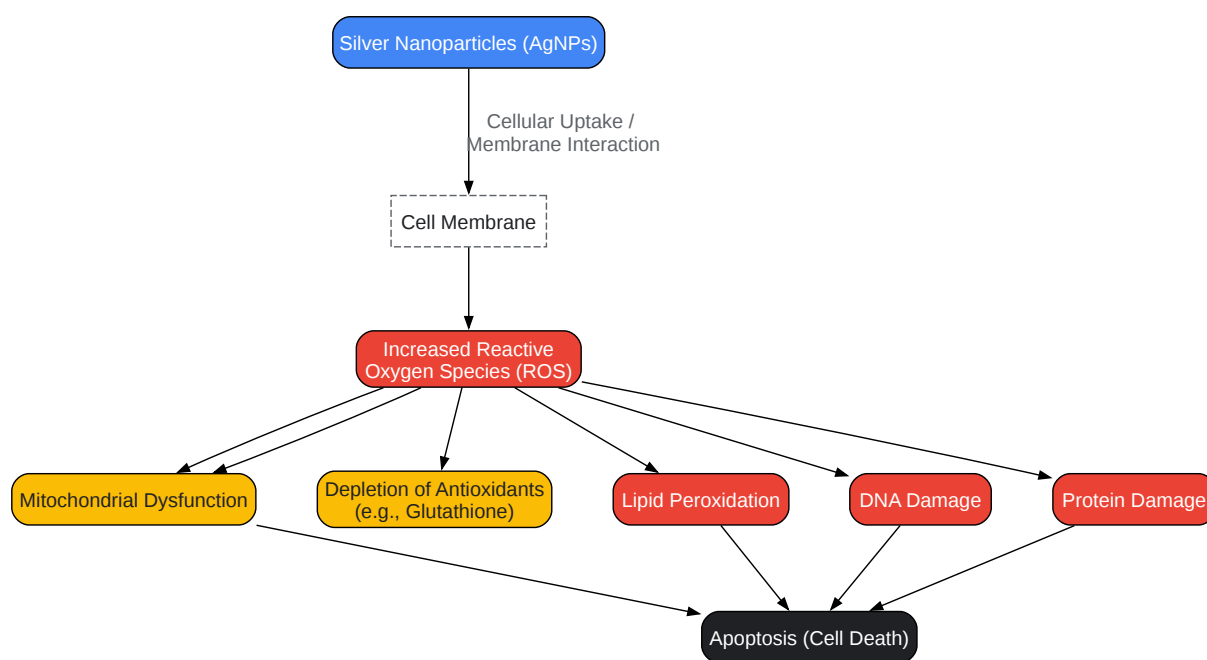 Silver Nanoparticles (AgNPs)
Cellular Uptake /
Membrane Interaction
Cell Membrane
Increased Reactive
Oxygen Species (ROS)
Mitochondrial Dysfunction
Depletion of Antioxidants
(e.g., Glutathione)
Lipid Peroxidation
DNA Damage
Protein Damage
Apoptosis (Cell Death)